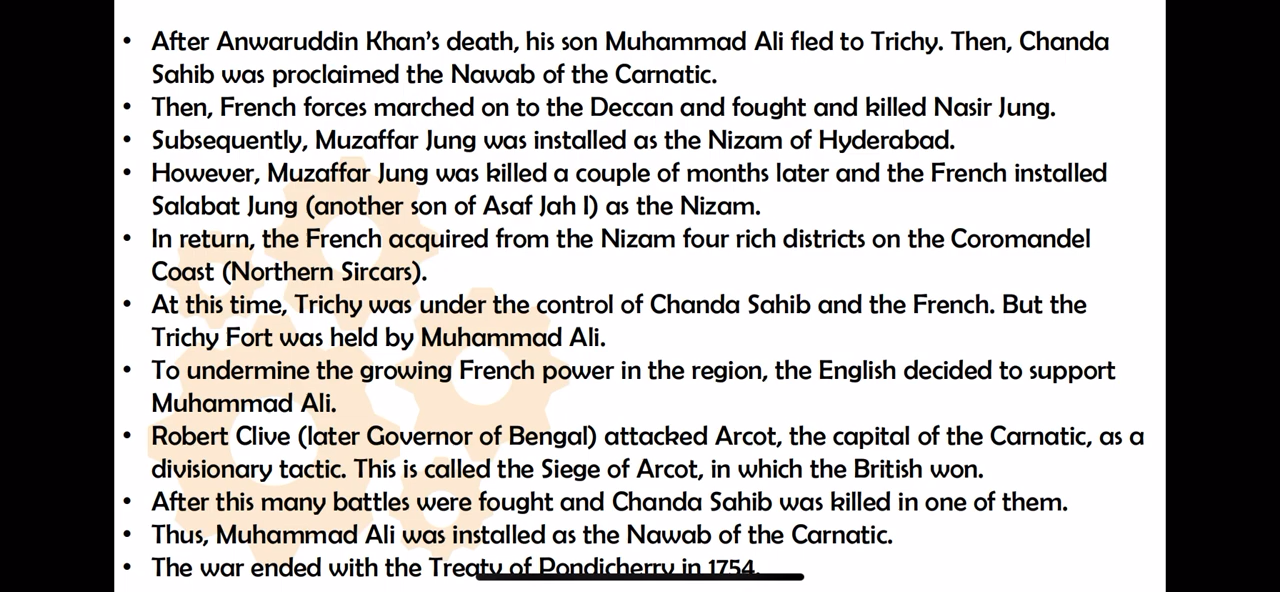 • After Anwaruddin Khan's death, his son Muhammad Ali fled to Trichy. Then, Chanda
Sahib was proclaimed the Nawab of the Carnatic.
• Then, French forces marched on to the Deccan and fought and killed Nasir Jung.
• Subsequently, Muzaffar Jung was installed as the Nizam of Hyderabad.
• However, Muzaffar Jung was killed a couple of months later and the French installed
Salabat Jung (another son of Asaf Jah I) as the Nizam.
• In return, the French acquired from the Nizam four rich districts on the Coromandel
Coast (Northern Sircars).
• At this time, Trichy was under the control of Chanda Sahib and the French. But the
Trichy Fort was held by Muhammad Ali.
• To undermine the growing French power in the region, the English decided to support
Muhammad Ali.
• Robert Clive (later Governor of Bengal) attacked Arcot, the capital of the Carnatic, as a
divisionary tactic. This is called the Siege of Arcot, in which the British won.
• After this many battles were fought and Chanda Sahib was killed in one of them.
• Thus, Muhammad Ali was installed as the Nawab of the Carnatic.
• The war ended with the Treaty of Pondicherry in 1754.